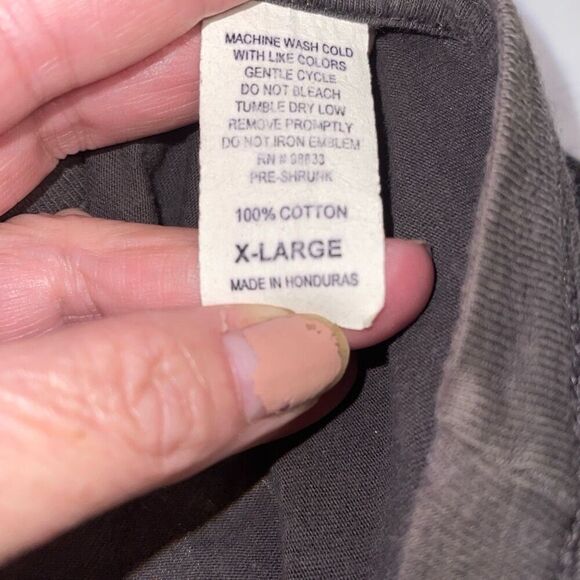 MACHINE WASH COLD
WITH LIKE COLORS
GENTLE CYCLE
DO NOT BLEACH
TUMBLE DRY LOW
REMOVE PROMPTLY
DO NOT IRON EMBLEM
RN # 98833
PRE-SHRUNK
100% COTTON
X-LARGE
MADE IN HONDURAS